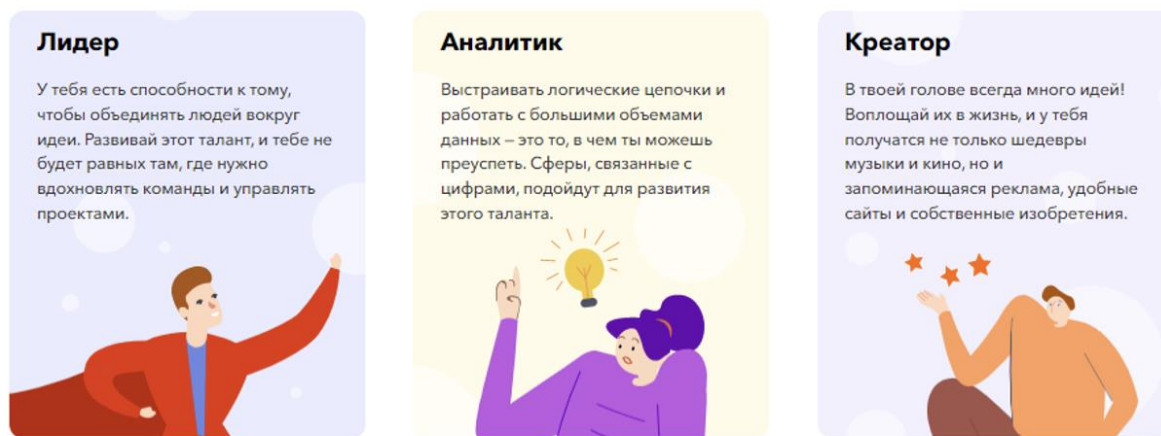 Лидер
У тебя есть способности к тому,
чтобы объединять людей вокруг
идеи. Развивай этот талант, и тебе не
будет равных там, где нужно
вдохновлять команды и управлять
проектами.
Аналитик
Выстраивать логические цепочки и
работать с большими объемами
данных – это то, в чем ты можешь
преуспеть. Сферы, связанные с
цифрами, подойдут для развития
этого таланта.
Креатор
В твоей голове всегда много идей!
Воплощай их в жизнь, и у тебя
получатся не только шедевры
музыки и кино, но и
запоминающаяся реклама, удобные
сайты и собственные изобретения.